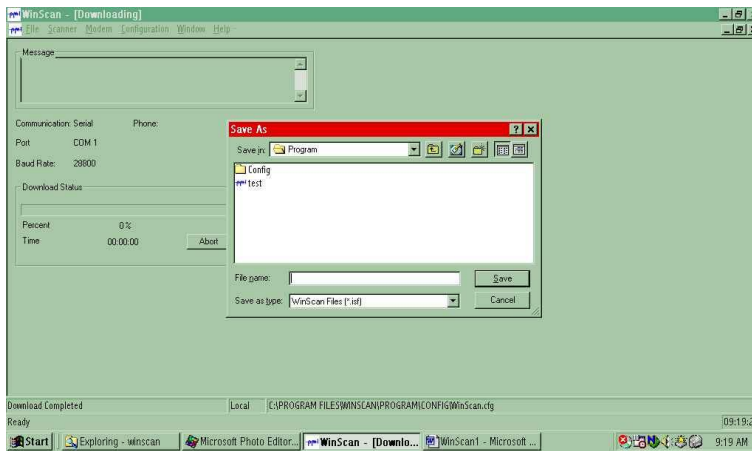 WinScan - [Downloading]
File Scanner Modem Configuration Window Help
Message
Communication: Serial Phone:
Port COM 1
Baud Rate: 28800
Download Status
Percent 0%
Time 00:00:00 Abort
Save As
Save in: Program
Config
test
File name: Save
Save as type: WinScan Files (*.isf) Cancel
Download Completed Local C:\PROGRAM FILES\WINSCAN\PROGRAM\CONFIG\WinScan.cfg
Ready 09:19:2
Start Exploring - winscan Microsoft Photo Editor... WinScan - [Downlo... WinScan1 - Microsoft ... 9:19 AM